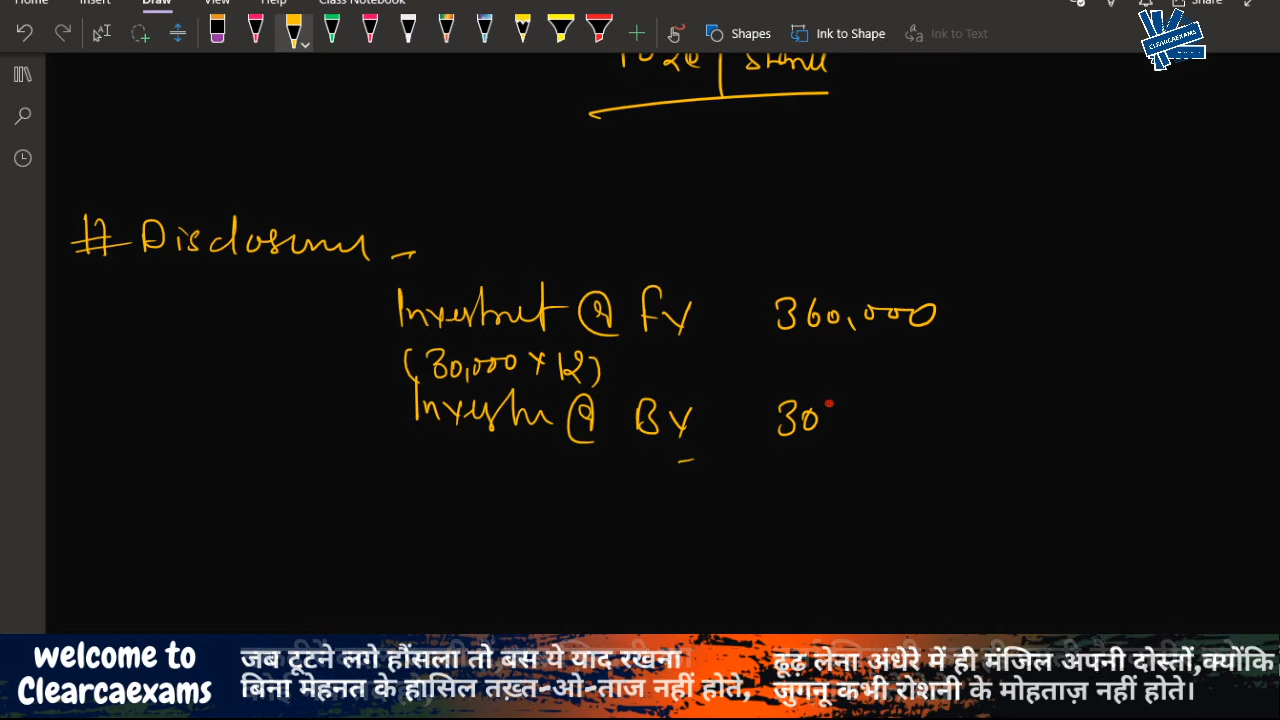 Home Insert Draw View Help Class Notebook Share
Shapes Ink to Shape Ink to Text
CLEARCAEXAMS
# Disclosure -
Investment @ FV 360,000
(30,000 x 12)
@ BV 30
welcome to
Clearcaexams
जब टूटने लगे हौंसला तो बस ये याद रखना
बिना मेहनत के हासिल तख़्त-ओ-ताज नहीं होते,
ढूढ़ लेना अंधेरे में ही मंजिल अपनी दोस्तों,क्योंकि
जुगनू कभी रोशनी के मोहताज़ नहीं होते।